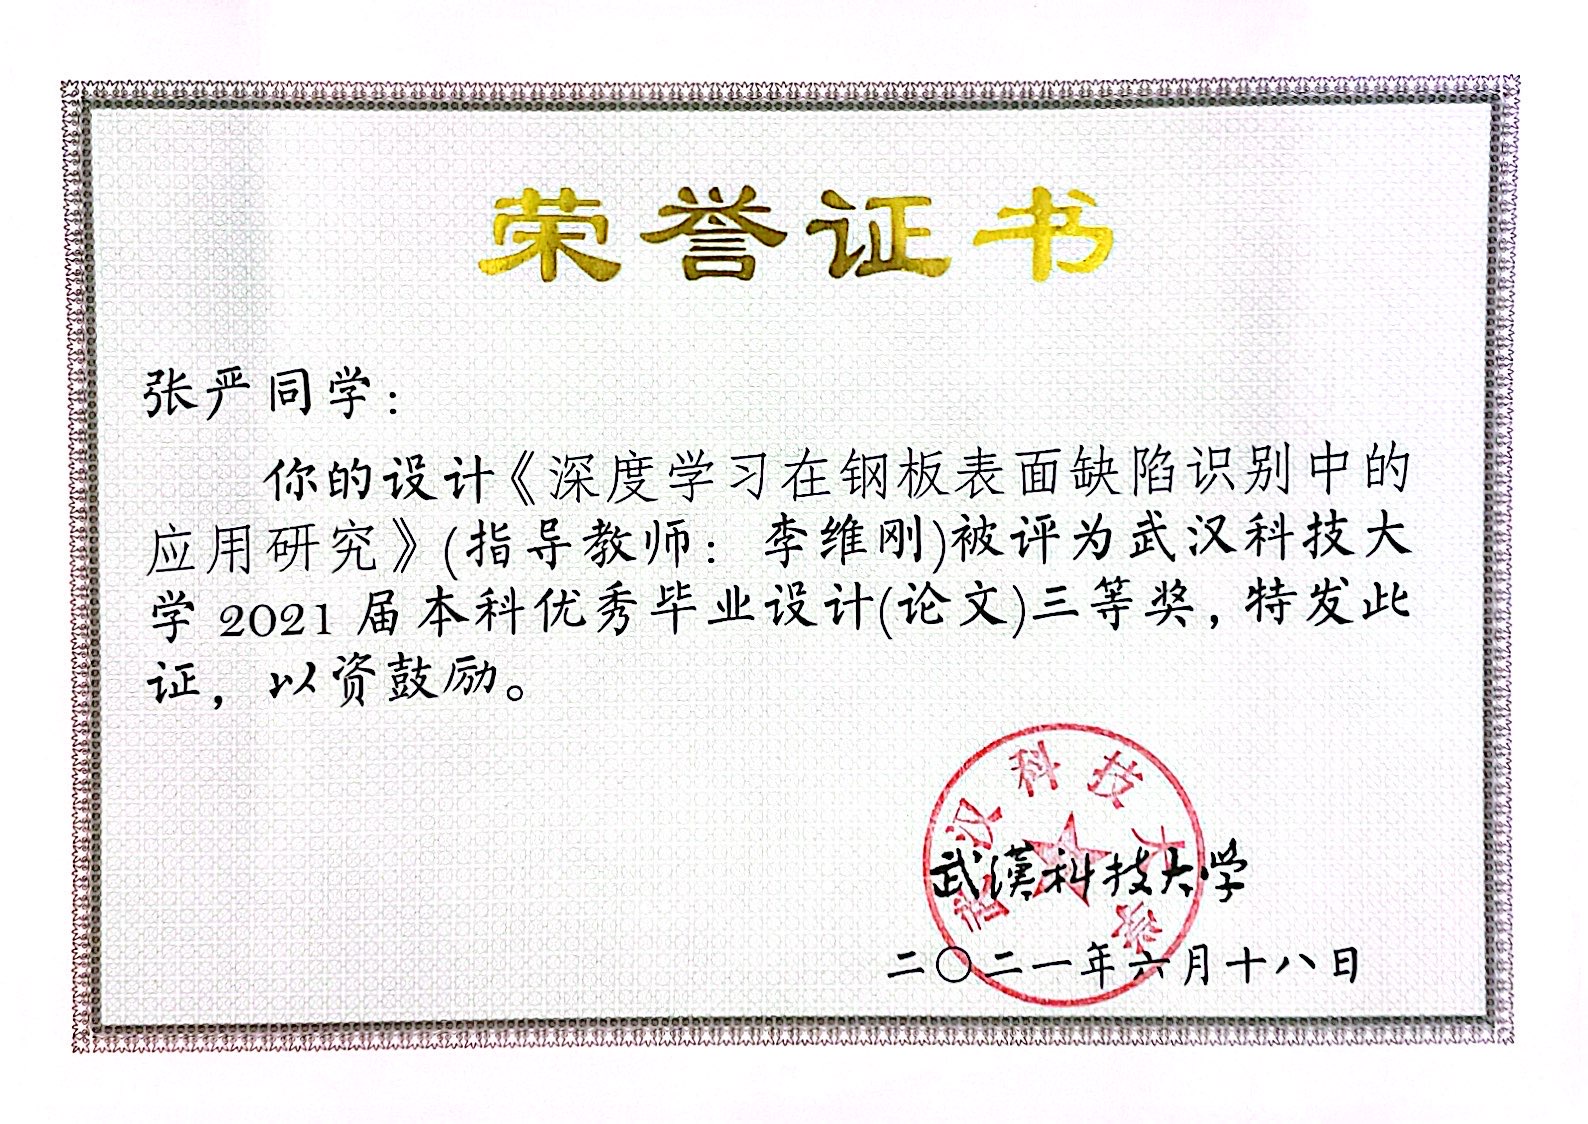 荣誉证书
张严同学：
你的设计《深度学习在钢板表面缺陷识别中的
应用研究》(指导教师：李维刚)被评为武汉科技大
学 2021 届本科优秀毕业设计(论文)三等奖，特发此
证，以资鼓励。
武汉科技大学
武漢科技大学
二〇二一年六月十八日